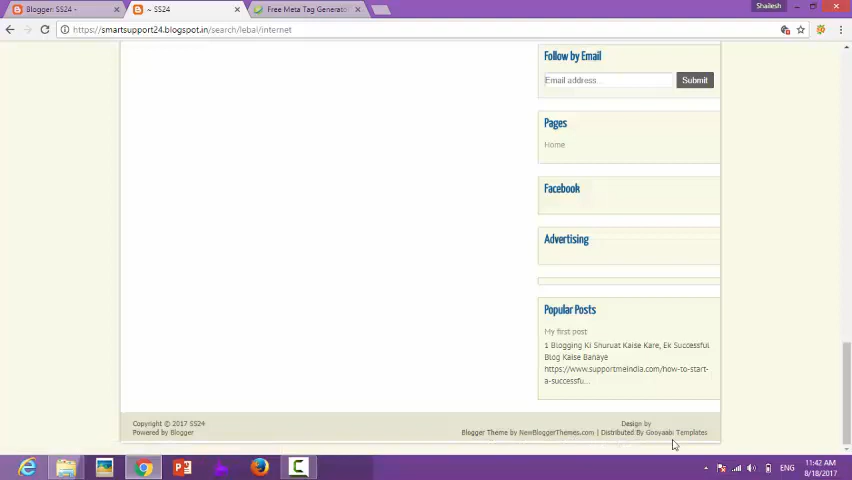 Blogger: SS24 -
~ SS24
Free Meta Tag Generator
Shailesh
https://smartsupport24.blogspot.in/search/lebal/internet
Follow by Email
Email address...
Submit
Pages
Home
Facebook
Advertising
Popular Posts
My first post
1 Blogging Ki Shuruat Kaise Kare, Ek Successful
Blog Kaise Banaye
https://www.supportmeindia.com/how-to-start-
a-successfu...
Copyright © 2017 SS24
Powered by Blogger
Design by
Blogger Theme by NewBloggerThemes.com | Distributed By Gooyaabi Templates
ENG
11:42 AM
8/18/2017